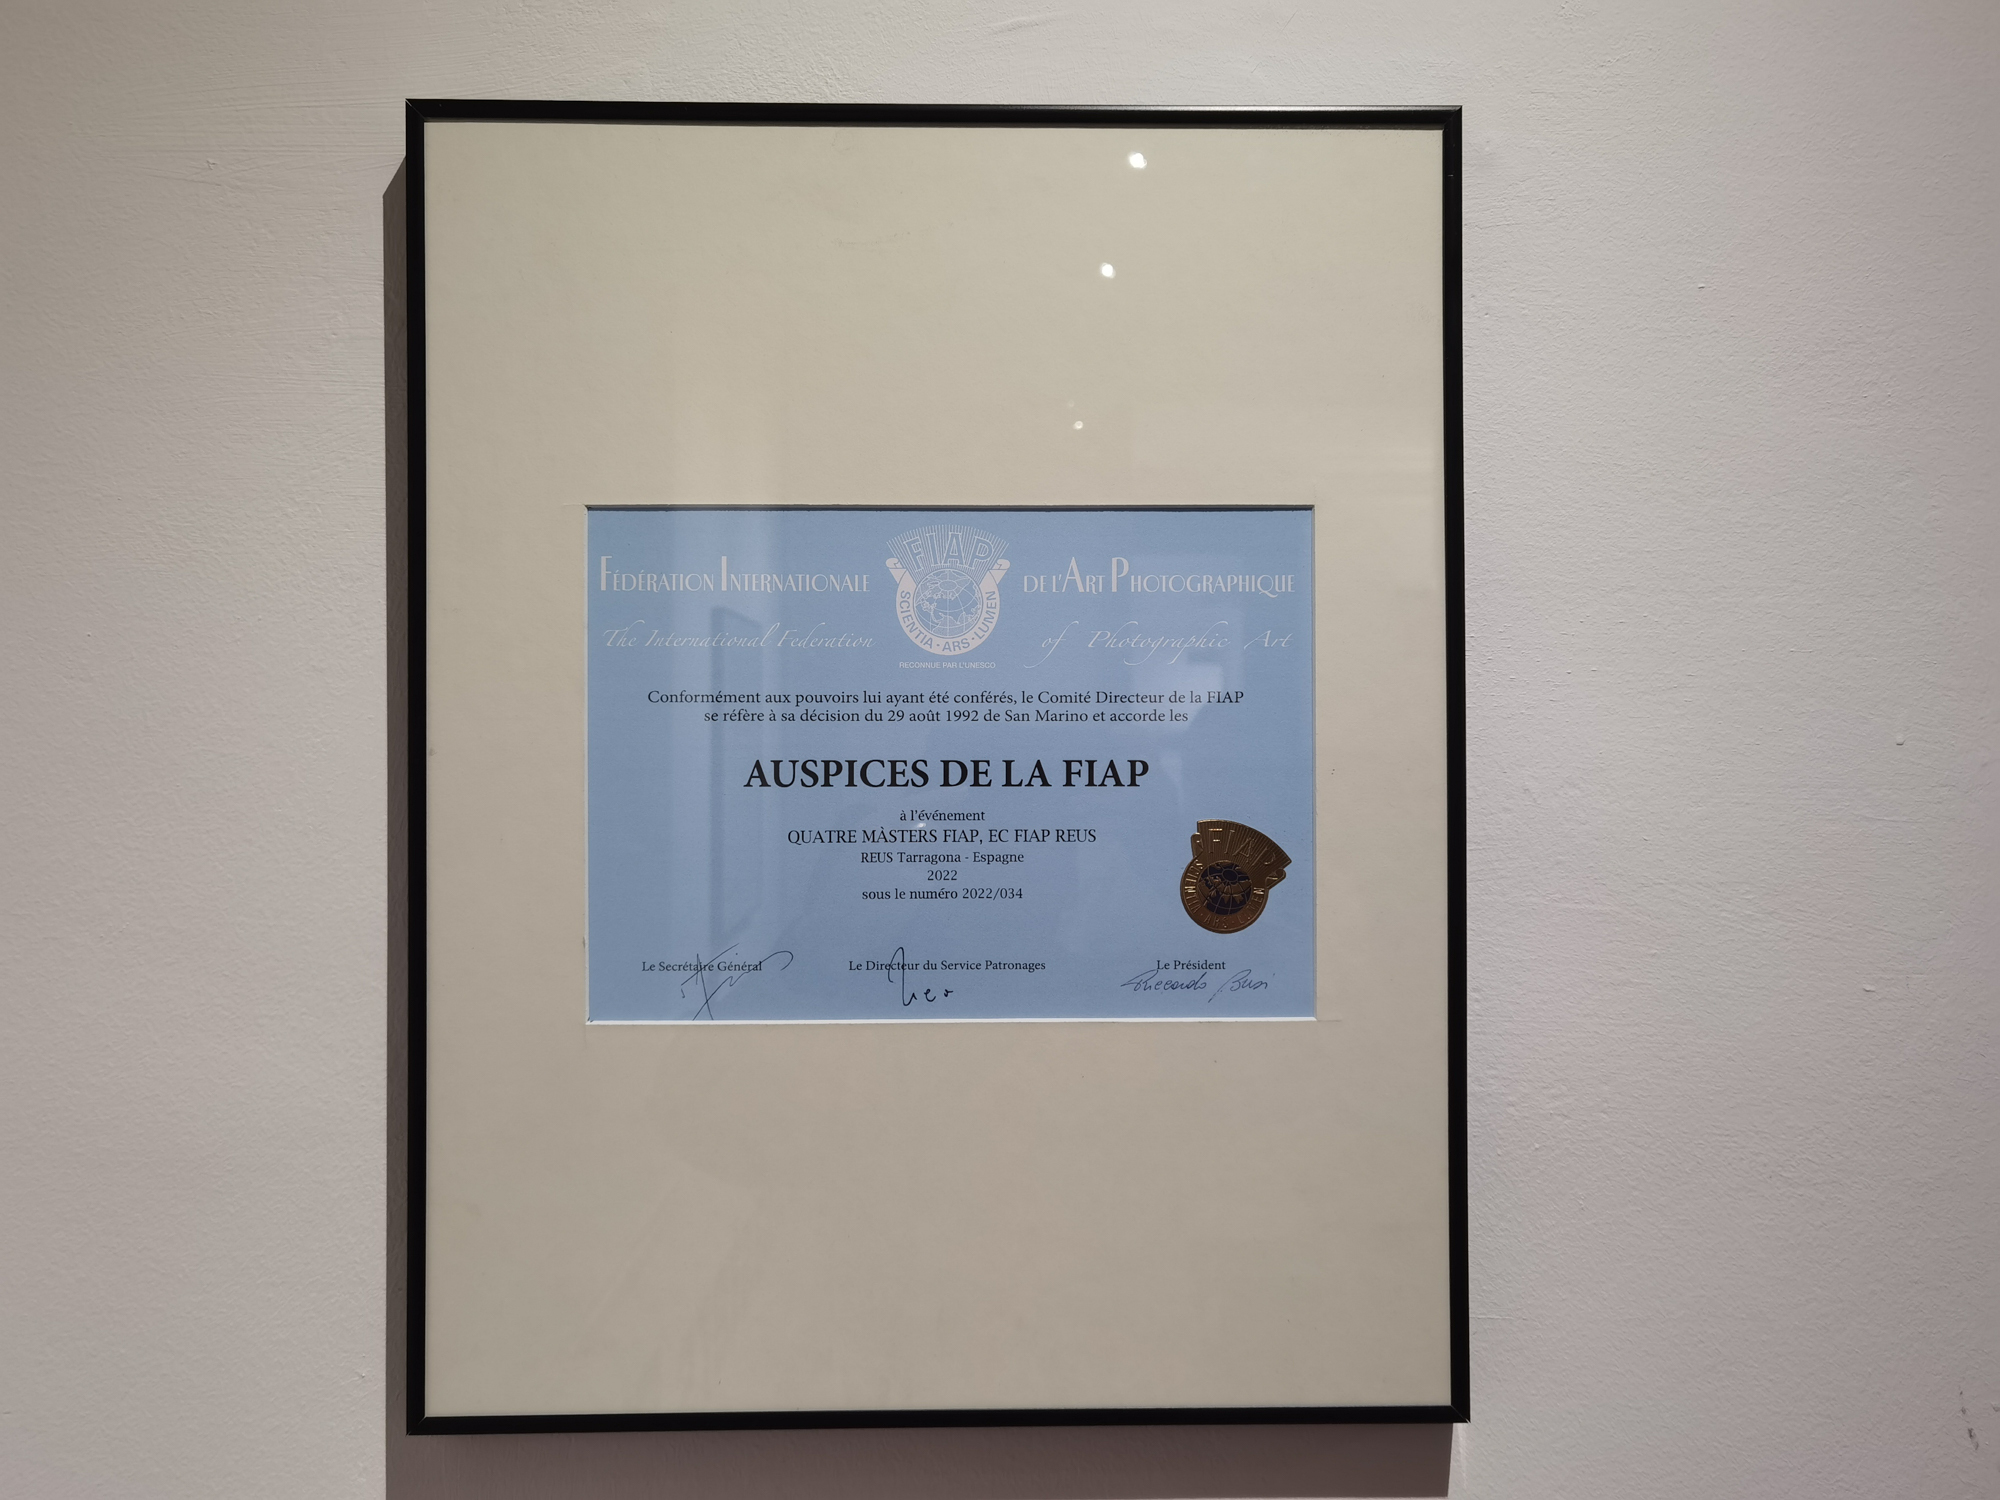 FÉDÉRATION INTERNATIONALE DE L'ART PHOTOGRAPHIQUE
The International Federation of Photographic Art
FIAP
SCIENTIA · ARS · LUMEN
RECONNUE PAR L'UNESCO
Conformément aux pouvoirs lui ayant été conférés, le Comité Directeur de la FIAP
se réfère à sa décision du 29 août 1992 de San Marino et accorde les
AUSPICES DE LA FIAP
à l'événement
QUATRE MÀSTERS FIAP, EC FIAP REUS
REUS Tarragona - Espagne
2022
sous le numéro 2022/034
FIAP
SCIENTIA · ARS · LUMEN
Le Secrétaire Général
Le Directeur du Service Patronages
Le Président
Riccardo Busi